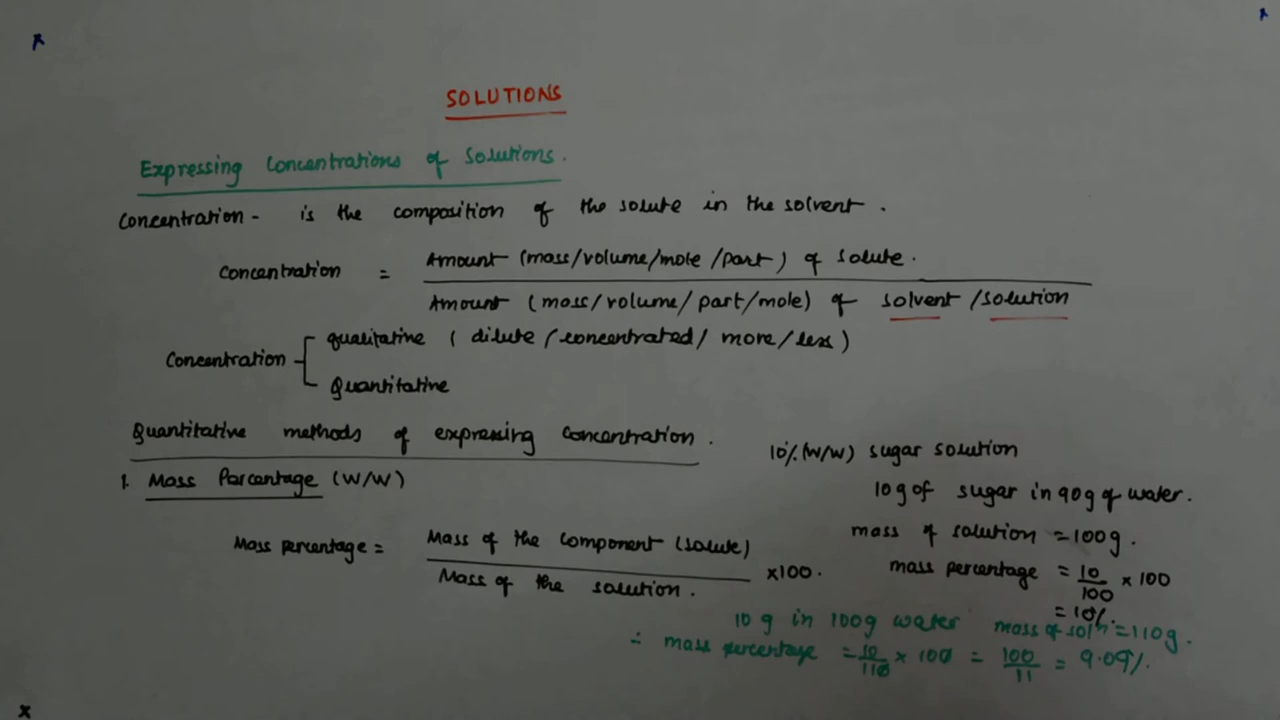 SOLUTIONS
Expressing Concentrations of Solutions.
Concentration - is the composition of the solute in the solvent.
Concentration = Amount (mass/volume/mole/part) of solute.
Amount (mass/volume/part/mole) of solvent/solution
Concentration
qualitative (dilute/concentrated/more/less)
Quantitative
Quantitative methods of expressing Concentration.
1. Mass Percentage (W/W)
Mass percentage = Mass of the component (solute)
Mass of the solution. ×100.
10% (W/W) sugar solution
10g of sugar in 90g of water.
mass of solution = 100g.
mass percentage = 10/100 × 100
= 10%.
10 g in 100g water mass of solⁿ = 110g.
∴ mass percentage = 10/110 × 100 = 100/11 = 9.09%.
x